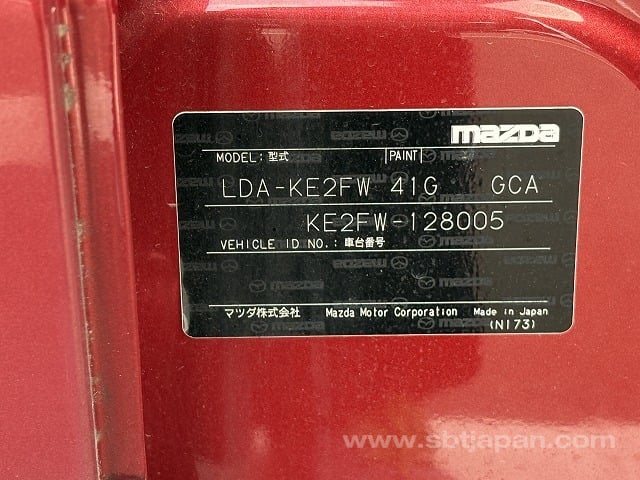 mazda
MODEL: 型式 PAINT
LDA-KE2FW 41G GCA
KE2FW-128005
VEHICLE ID NO.: 車台番号
マツダ株式会社 Mazda Motor Corporation Made in Japan
(N173)
www.sbtjapan.com